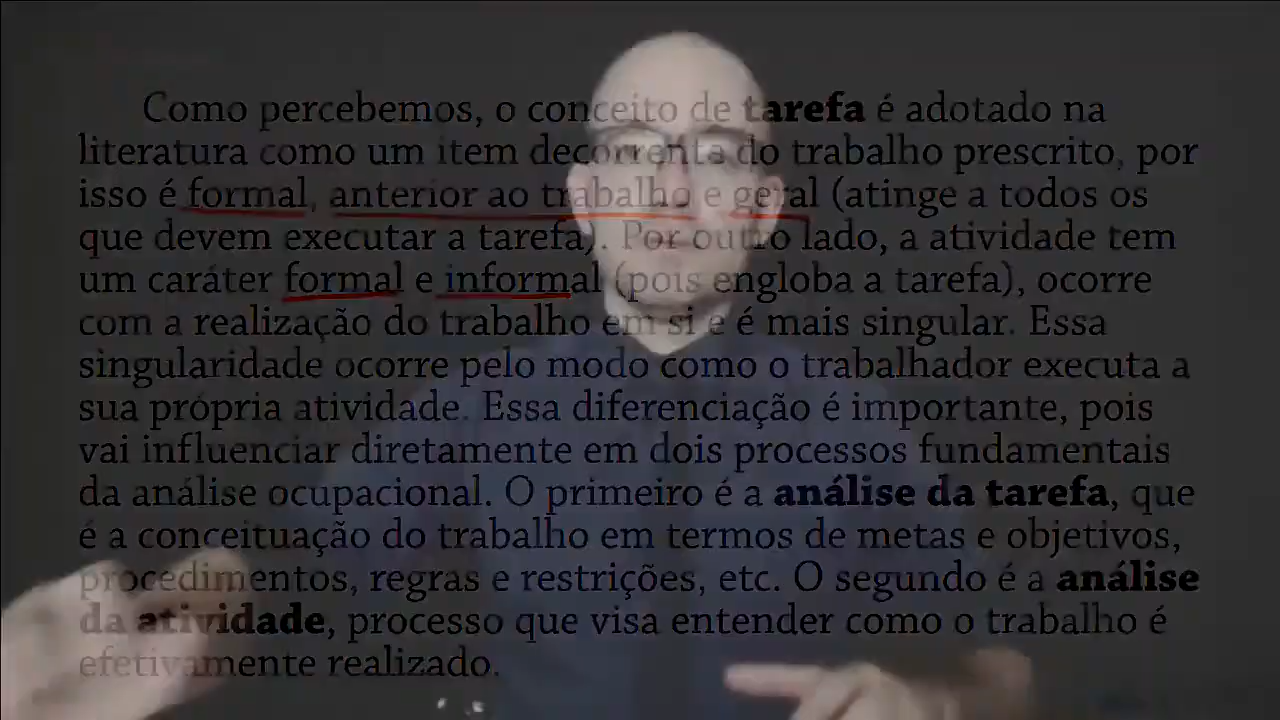 Como percebemos, o conceito de tarefa é adotado na
literatura como um item decorrente do trabalho prescrito, por
isso é formal, anterior ao trabalho e geral (atinge a todos os
que devem executar a tarefa). Por outro lado, a atividade tem
um caráter formal e informal (pois engloba a tarefa), ocorre
com a realização do trabalho em si e é mais singular. Essa
singularidade ocorre pelo modo como o trabalhador executa a
sua própria atividade. Essa diferenciação é importante, pois
vai influenciar diretamente em dois processos fundamentais
da análise ocupacional. O primeiro é a análise da tarefa, que
é a conceituação do trabalho em termos de metas e objetivos,
procedimentos, regras e restrições, etc. O segundo é a análise
da atividade, processo que visa entender como o trabalho é
efetivamente realizado.